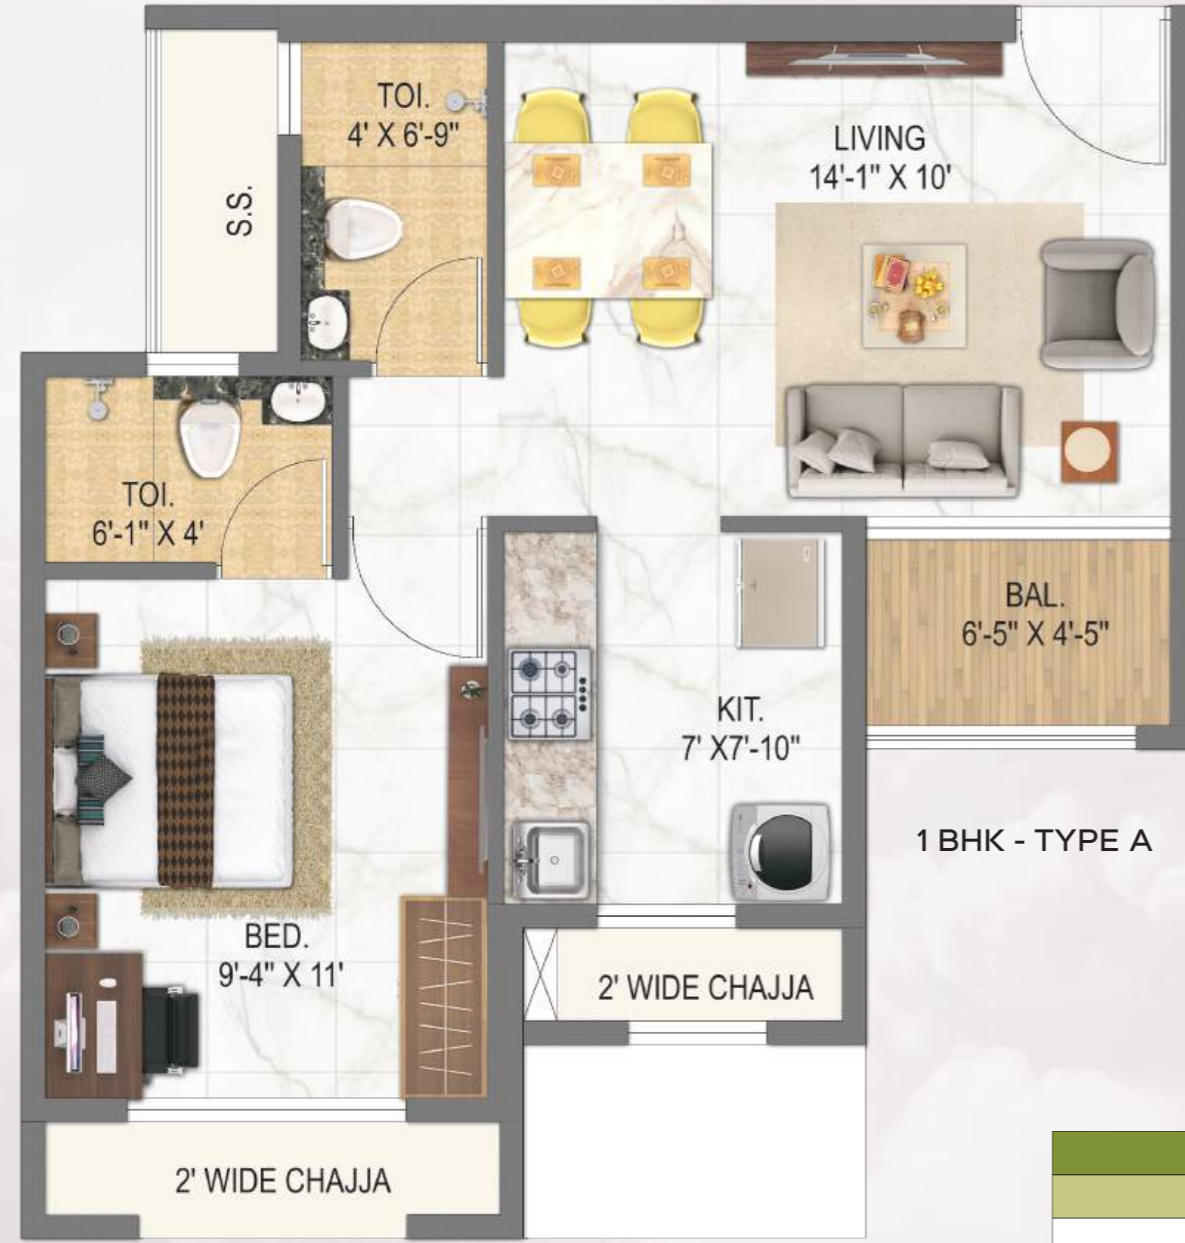 TOI.
4' X 6'-9"
LIVING
14'-1" X 10'
S.S.
TOI.
6'-1" X 4'
BAL.
6'-5" X 4'-5"
KIT.
7' X7'-10"
1 BHK - TYPE A
BED.
9'-4" X 11'
2' WIDE CHAJJA
2' WIDE CHAJJA